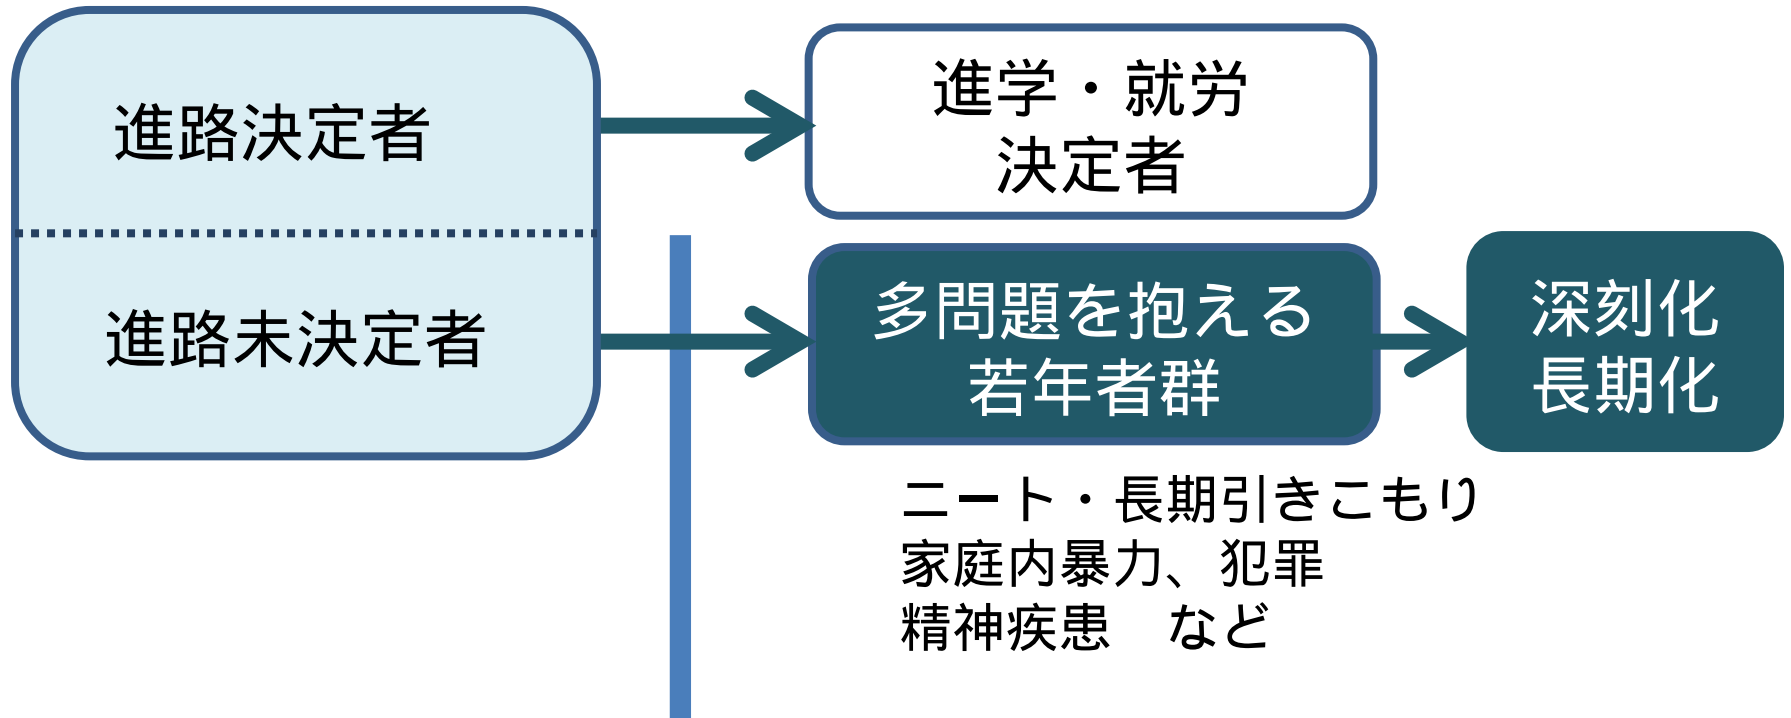 進路決定者
進学・就労
決定者
進路未決定者
多問題を抱える
若年者群
深刻化
長期化
ニート・長期引きこもり
家庭内暴力、犯罪
精神疾患　など